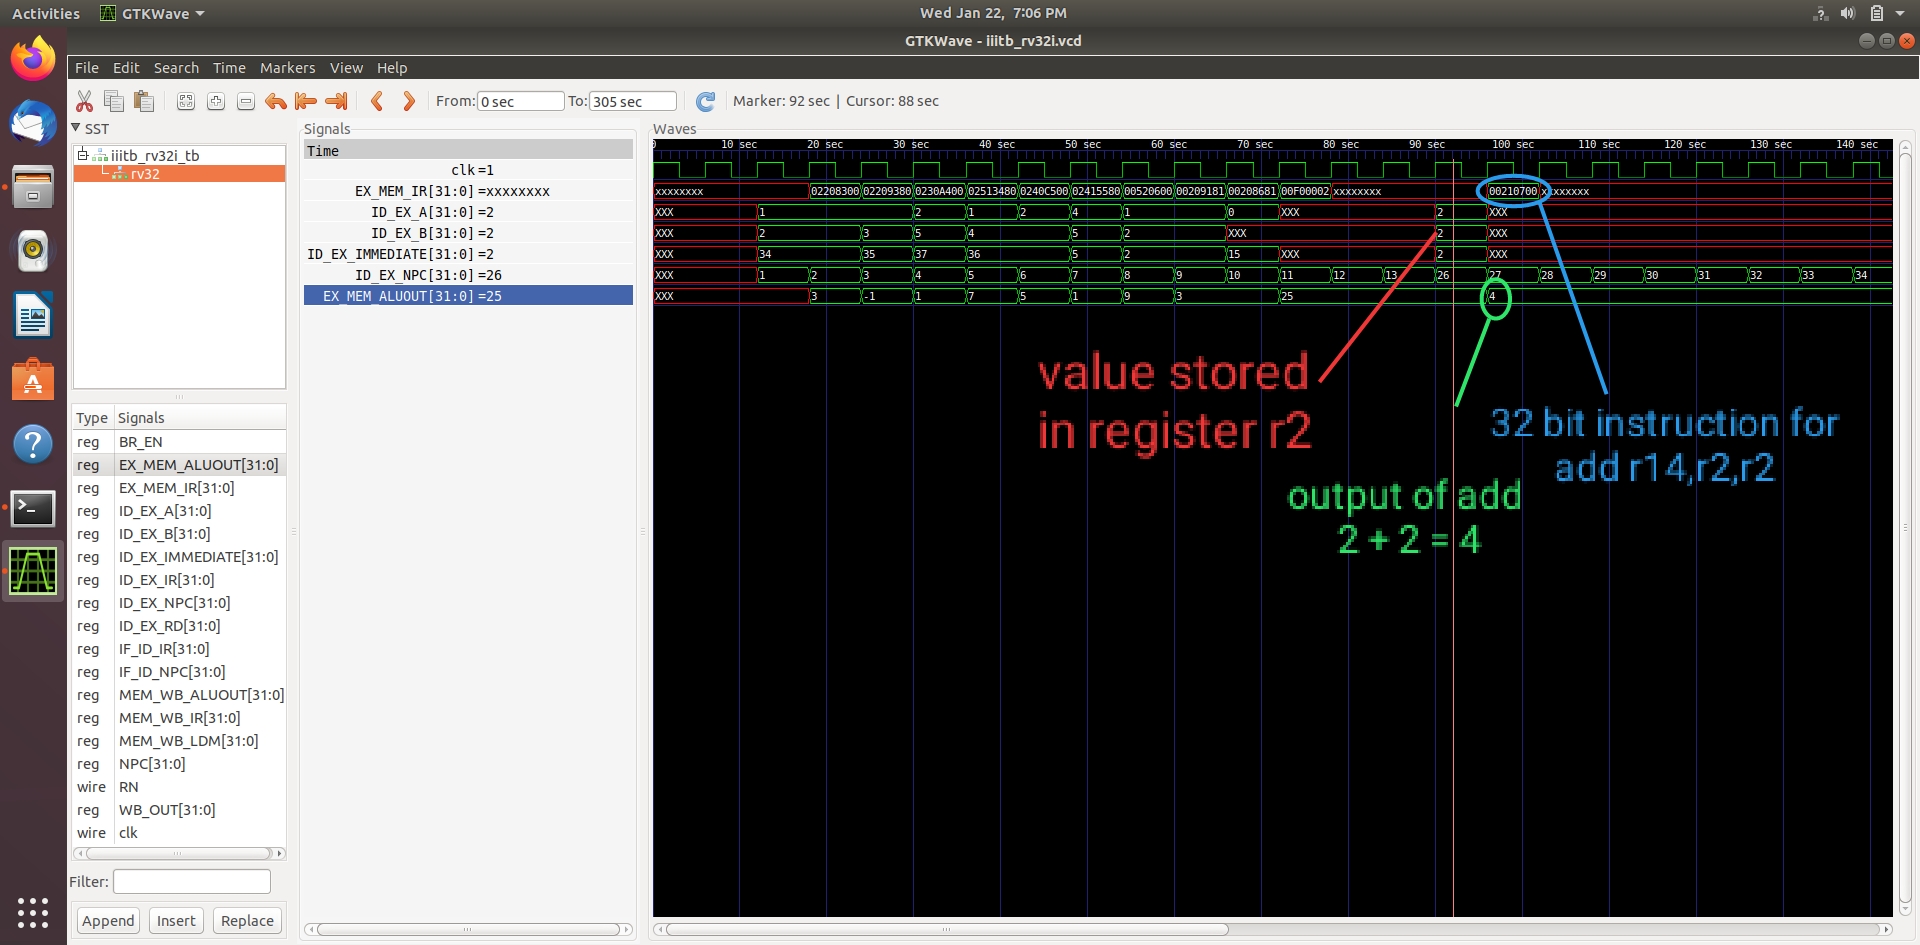 Activities GTKWave Wed Jan 22, 7:06 PM
GTKWave - iiitb_rv32i.vcd
File Edit Search Time Markers View Help
From: 0 sec To: 305 sec Marker: 92 sec | Cursor: 88 sec
SST
iiitb_rv32i_tb
rv32
Type Signals
reg BR_EN
reg EX_MEM_ALUOUT[31:0]
reg EX_MEM_IR[31:0]
reg ID_EX_A[31:0]
reg ID_EX_B[31:0]
reg ID_EX_IMMEDIATE[31:0]
reg ID_EX_IR[31:0]
reg ID_EX_NPC[31:0]
reg ID_EX_RD[31:0]
reg IF_ID_IR[31:0]
reg IF_ID_NPC[31:0]
reg MEM_WB_ALUOUT[31:0]
reg MEM_WB_IR[31:0]
reg MEM_WB_LDM[31:0]
reg NPC[31:0]
wire RN
reg WB_OUT[31:0]
wire clk
Filter:
Append Insert Replace
Signals
Time
clk=1
EX_MEM_IR[31:0]=xxxxxxxx
ID_EX_A[31:0]=2
ID_EX_B[31:0]=2
ID_EX_IMMEDIATE[31:0]=2
ID_EX_NPC[31:0]=26
EX_MEM_ALUOUT[31:0]=25
Waves
0 10 sec 20 sec 30 sec 40 sec 50 sec 60 sec 70 sec 80 sec 90 sec 100 sec 110 sec 120 sec 130 sec 140 sec
xxxxxxxx 02208300 02209380 0230A400 02513480 0240C500 02415580 00520600 00209181 00208681 00F00002 xxxxxxxx 00210700 xxxxxxxx
XXX 1 2 1 2 4 1 0 XXX 2 XXX
XXX 2 3 5 4 5 2 XXX 2 XXX
XXX 34 35 37 36 5 2 15 XXX 2 XXX
XXX 1 2 3 4 5 6 7 8 9 10 11 12 13 26 27 28 29 30 31 32 33 34
XXX 3 -1 1 7 5 1 9 3 25 4
value stored
in register r2
output of add
2 + 2 = 4
32 bit instruction for
add r14,r2,r2